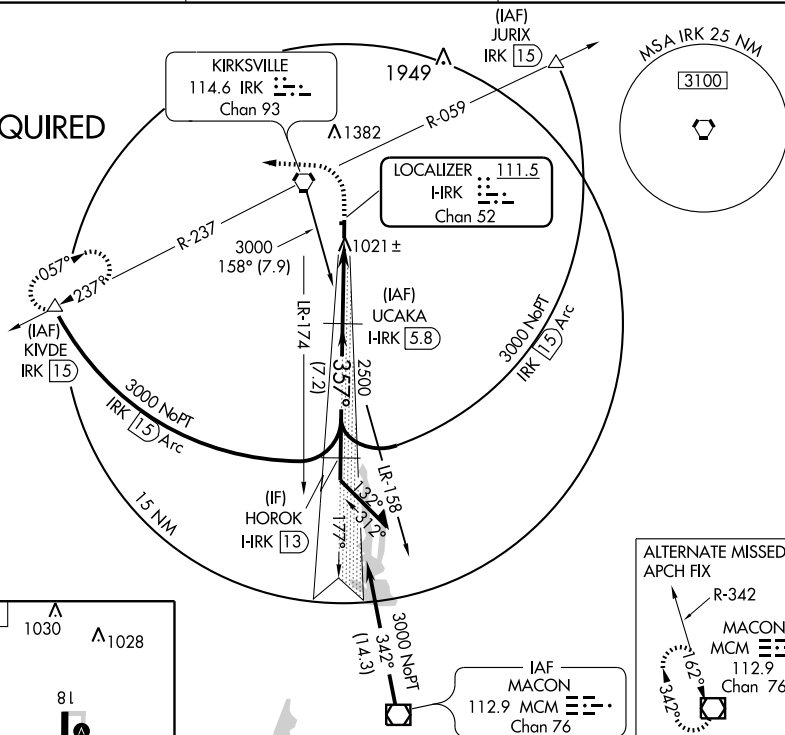 (IAF)
JURIX
IRK 15
MSA IRK 25 NM
3100
KIRKSVILLE
114.6 IRK
Chan 93
1949
QUIRED
1382
R-059
LOCALIZER 111.5
I-IRK
Chan 52
R-237
3000
158° (7.9)
1021±
057°
237°
(IAF)
KIVDE
IRK 15
LR-174
(7.2)
(IAF)
UCAKA
I-IRK 5.8
357°
2500
3000 NoPT
IRK 15 Arc
3000 NoPT
IRK 15 Arc
LR-158
132°
312°
(IF)
HOROK
I-IRK 13
177°
15 NM
3000 NoPT
342°
(14.3)
IAF
MACON
112.9 MCM
Chan 76
ALTERNATE MISSED
APCH FIX
R-342
MACON
MCM
112.9
Chan 76
162°
342°
1030
1028
18
A